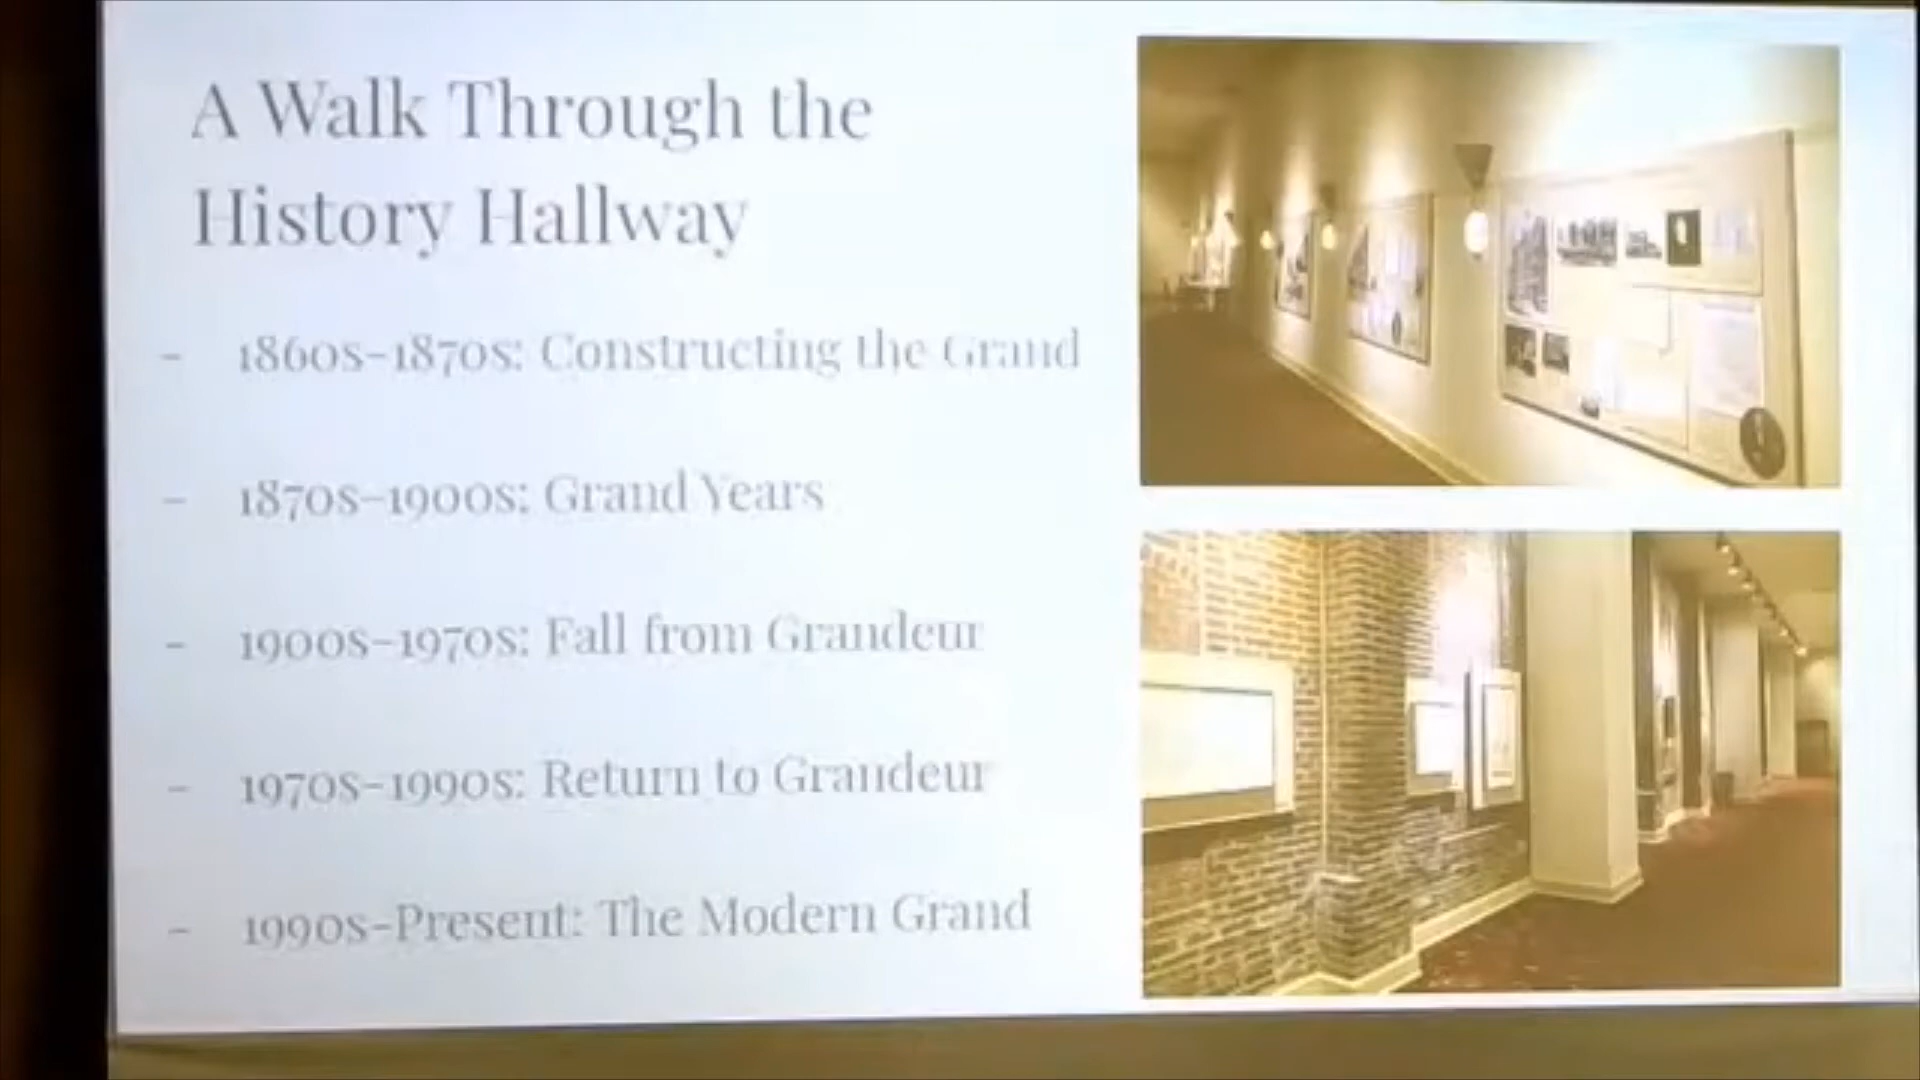 A Walk Through the
History Hallway
- 1860s-1870s: Constructing the Grand
- 1870s-1900s: Grand Years
- 1900s-1970s: Fall from Grandeur
- 1970s-1990s: Return to Grandeur
- 1990s-Present: The Modern Grand